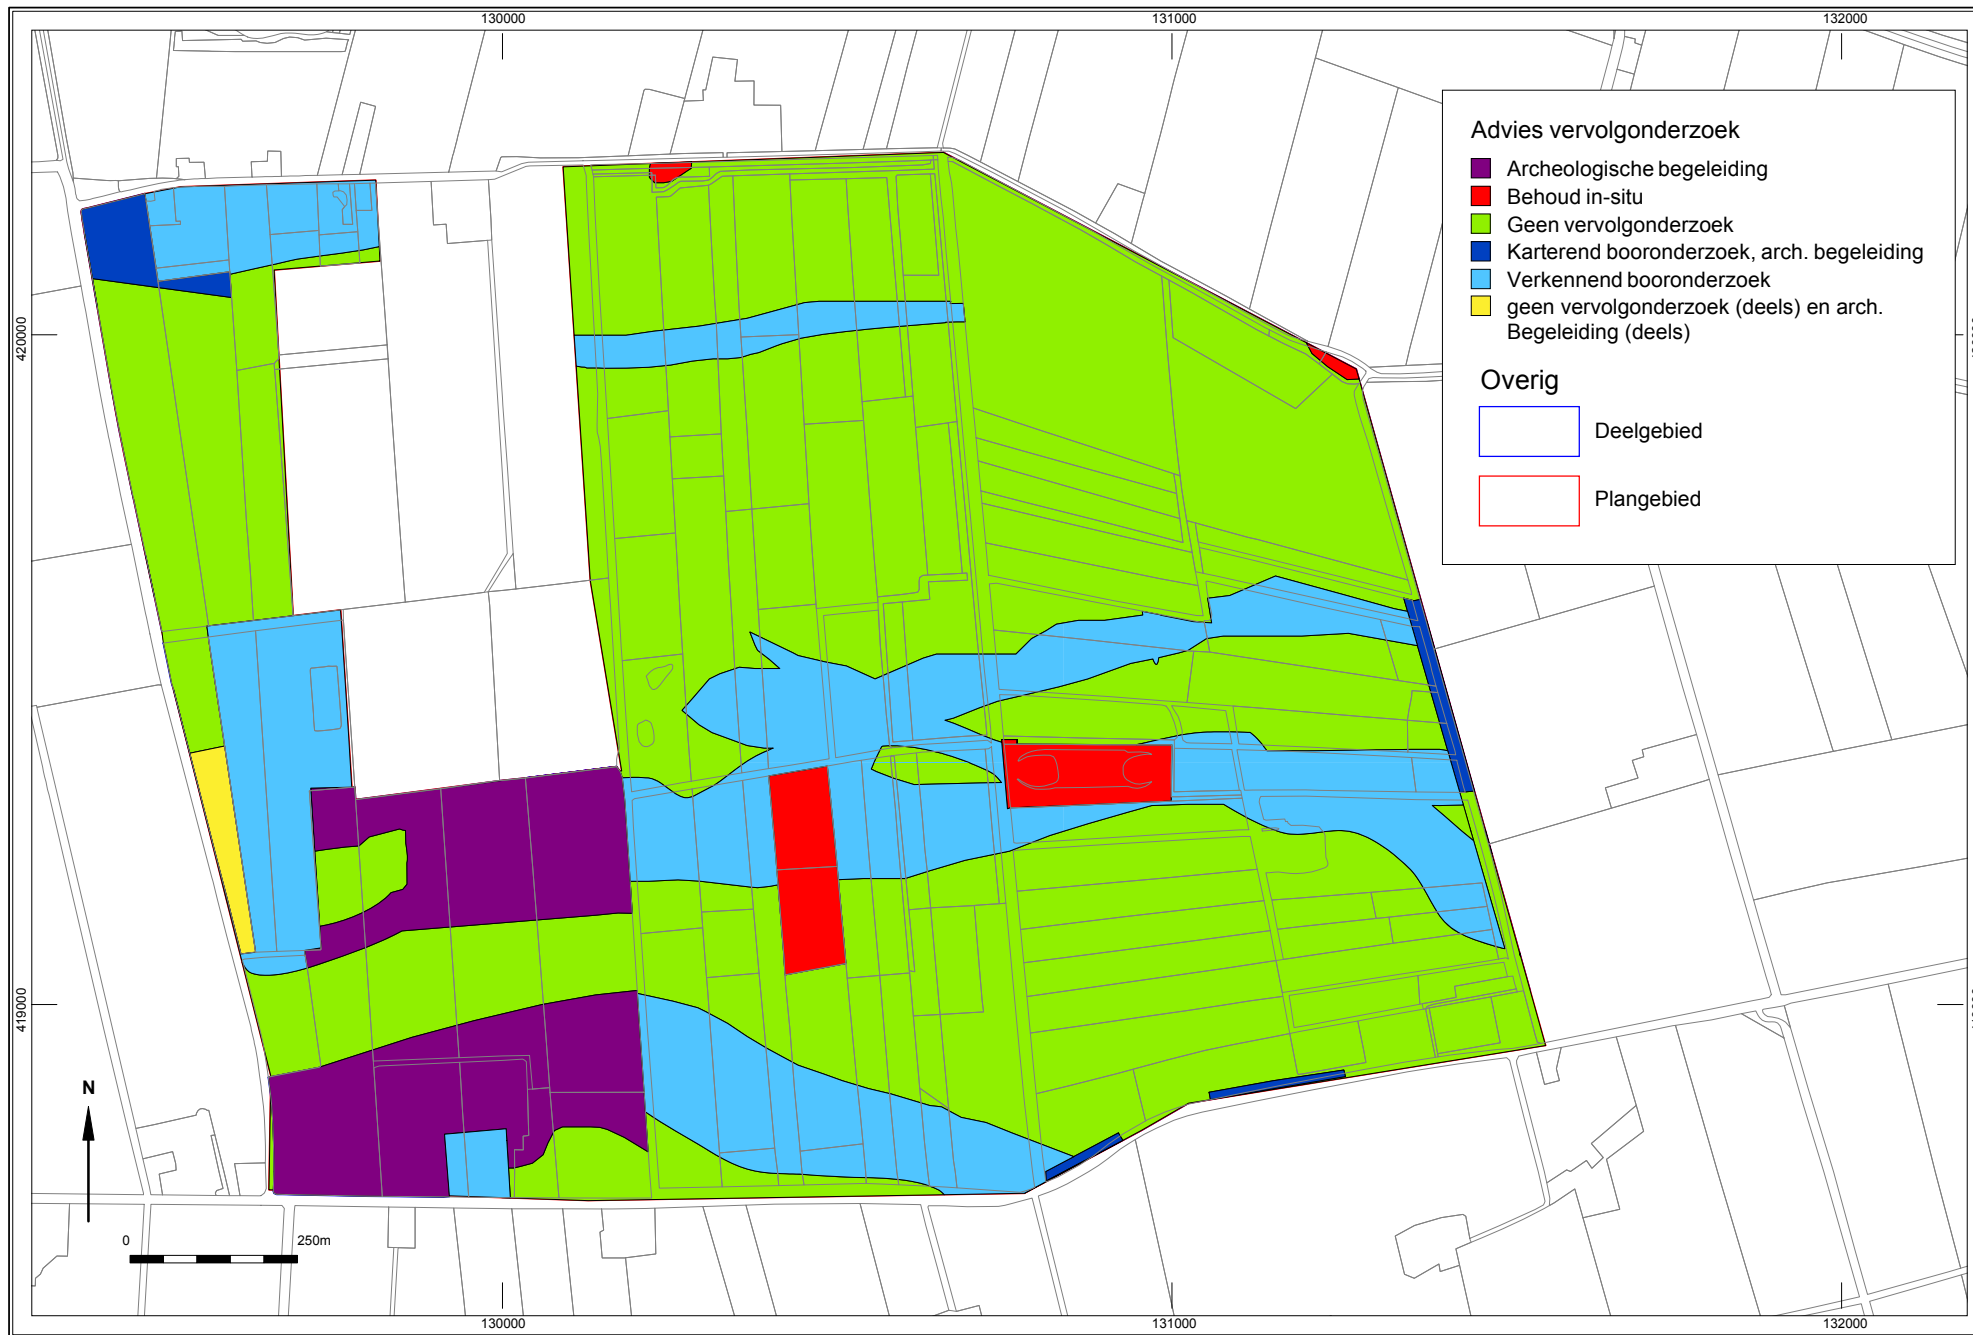 130000
131000
132000
Advies vervolgonderzoek
Archeologische begeleiding
Behoud in-situ
Geen vervolgonderzoek
Karterend booronderzoek, arch. begeleiding
Verkennend booronderzoek
geen vervolgonderzoek (deels) en arch.
Begeleiding (deels)
Overig
Deelgebied
Plangebied
420000
419000
N
0 250m
130000
131000
132000